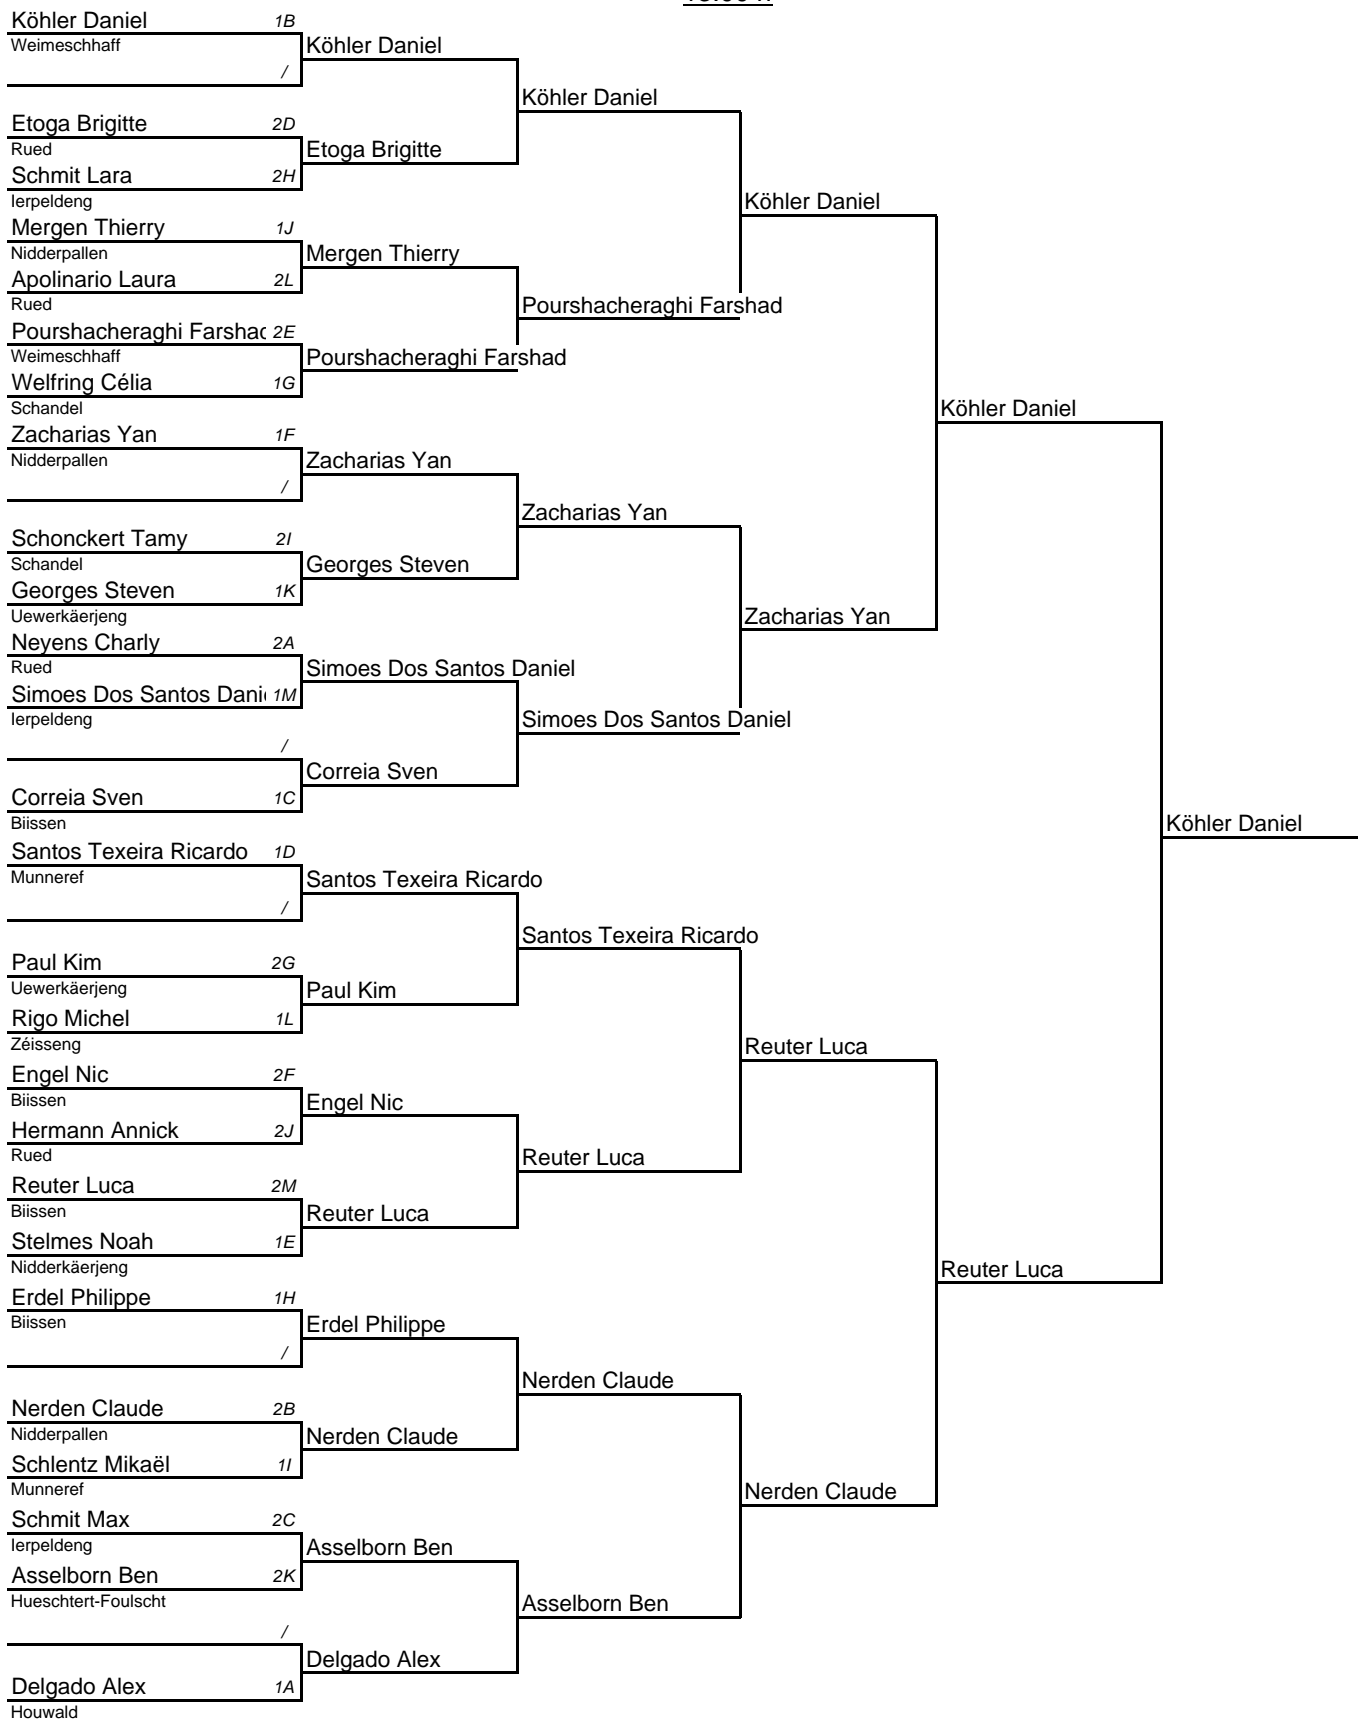 Köhler Daniel 1B
Weimeschhaff
/
Etoga Brigitte 2D
Rued
Schmit Lara 2H
Ierpeldeng
Mergen Thierry 1J
Nidderpallen
Apolinario Laura 2L
Rued
Pourshacheraghi Farshad 2E
Weimeschhaff
Welfring Célia 1G
Schandel
Zacharias Yan 1F
Nidderpallen
/
Schonckert Tamy 2I
Schandel
Georges Steven 1K
Uewerkäerjeng
Neyens Charly 2A
Rued
Simoes Dos Santos Dani 1M
Ierpeldeng
/
Correia Sven 1C
Biissen
Santos Texeira Ricardo 1D
Munneref
/
Paul Kim 2G
Uewerkäerjeng
Rigo Michel 1L
Zéisseng
Engel Nic 2F
Biissen
Hermann Annick 2J
Rued
Reuter Luca 2M
Biissen
Stelmes Noah 1E
Nidderkäerjeng
Erdel Philippe 1H
Biissen
/
Nerden Claude 2B
Nidderpallen
Schlentz Mikaël 1I
Munneref
Schmit Max 2C
Ierpeldeng
Asselborn Ben 2K
Hueschtert-Foulscht
/
Delgado Alex 1A
Houwald
Köhler Daniel
Etoga Brigitte
Mergen Thierry
Pourshacheraghi Farshad
Zacharias Yan
Georges Steven
Simoes Dos Santos Daniel
Correia Sven
Santos Texeira Ricardo
Paul Kim
Engel Nic
Reuter Luca
Erdel Philippe
Nerden Claude
Asselborn Ben
Delgado Alex
Köhler Daniel
Pourshacheraghi Farshad
Zacharias Yan
Simoes Dos Santos Daniel
Santos Texeira Ricardo
Reuter Luca
Nerden Claude
Asselborn Ben
Köhler Daniel
Zacharias Yan
Reuter Luca
Nerden Claude
Köhler Daniel
Reuter Luca
Köhler Daniel